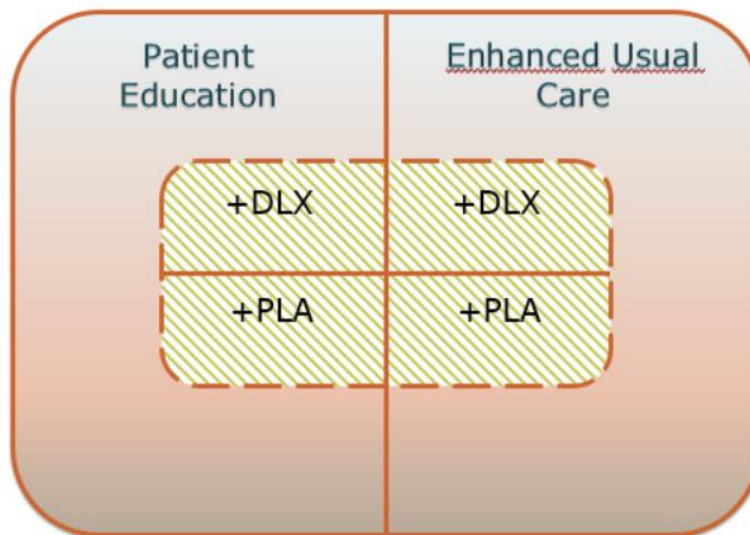 Patient
Education
Enhanced Usual
Care
+DLX
+DLX
+PLA
+PLA